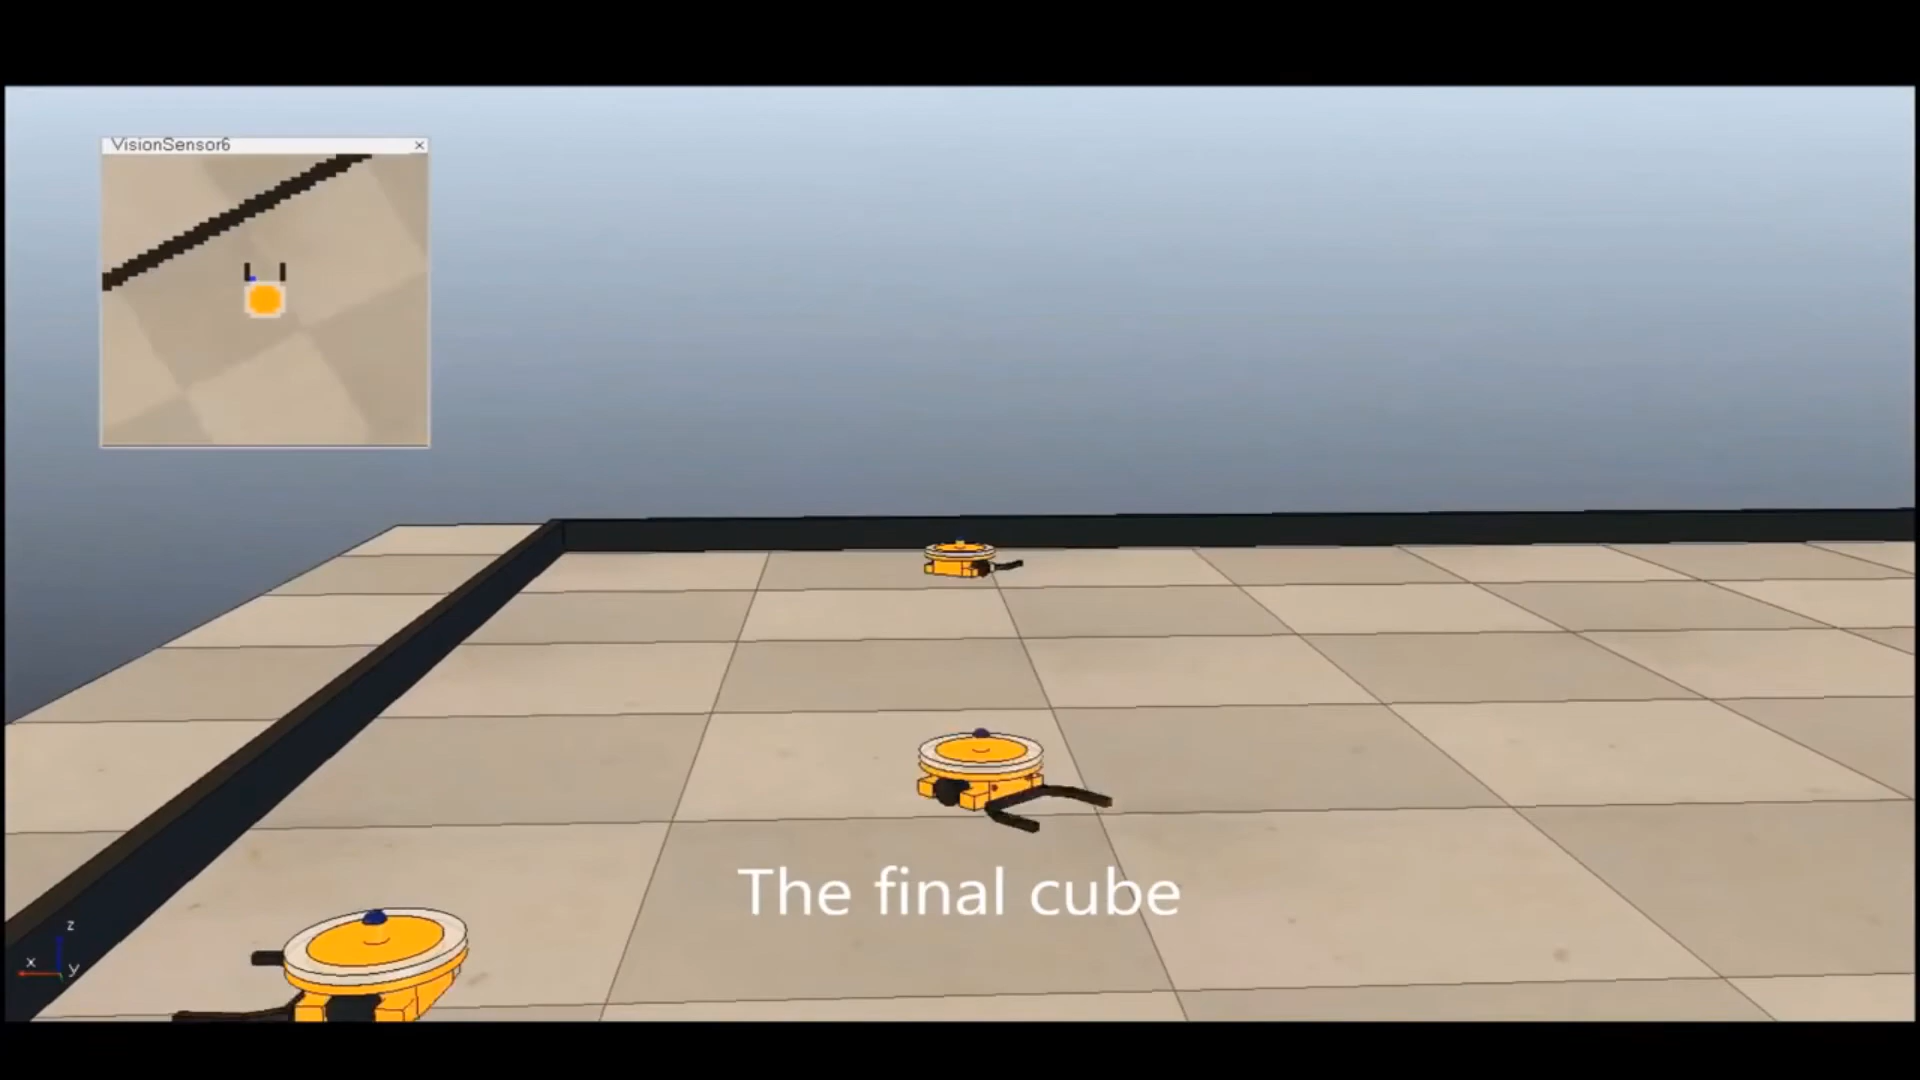 VisionSensor6 ×
The final cube
z
x
y